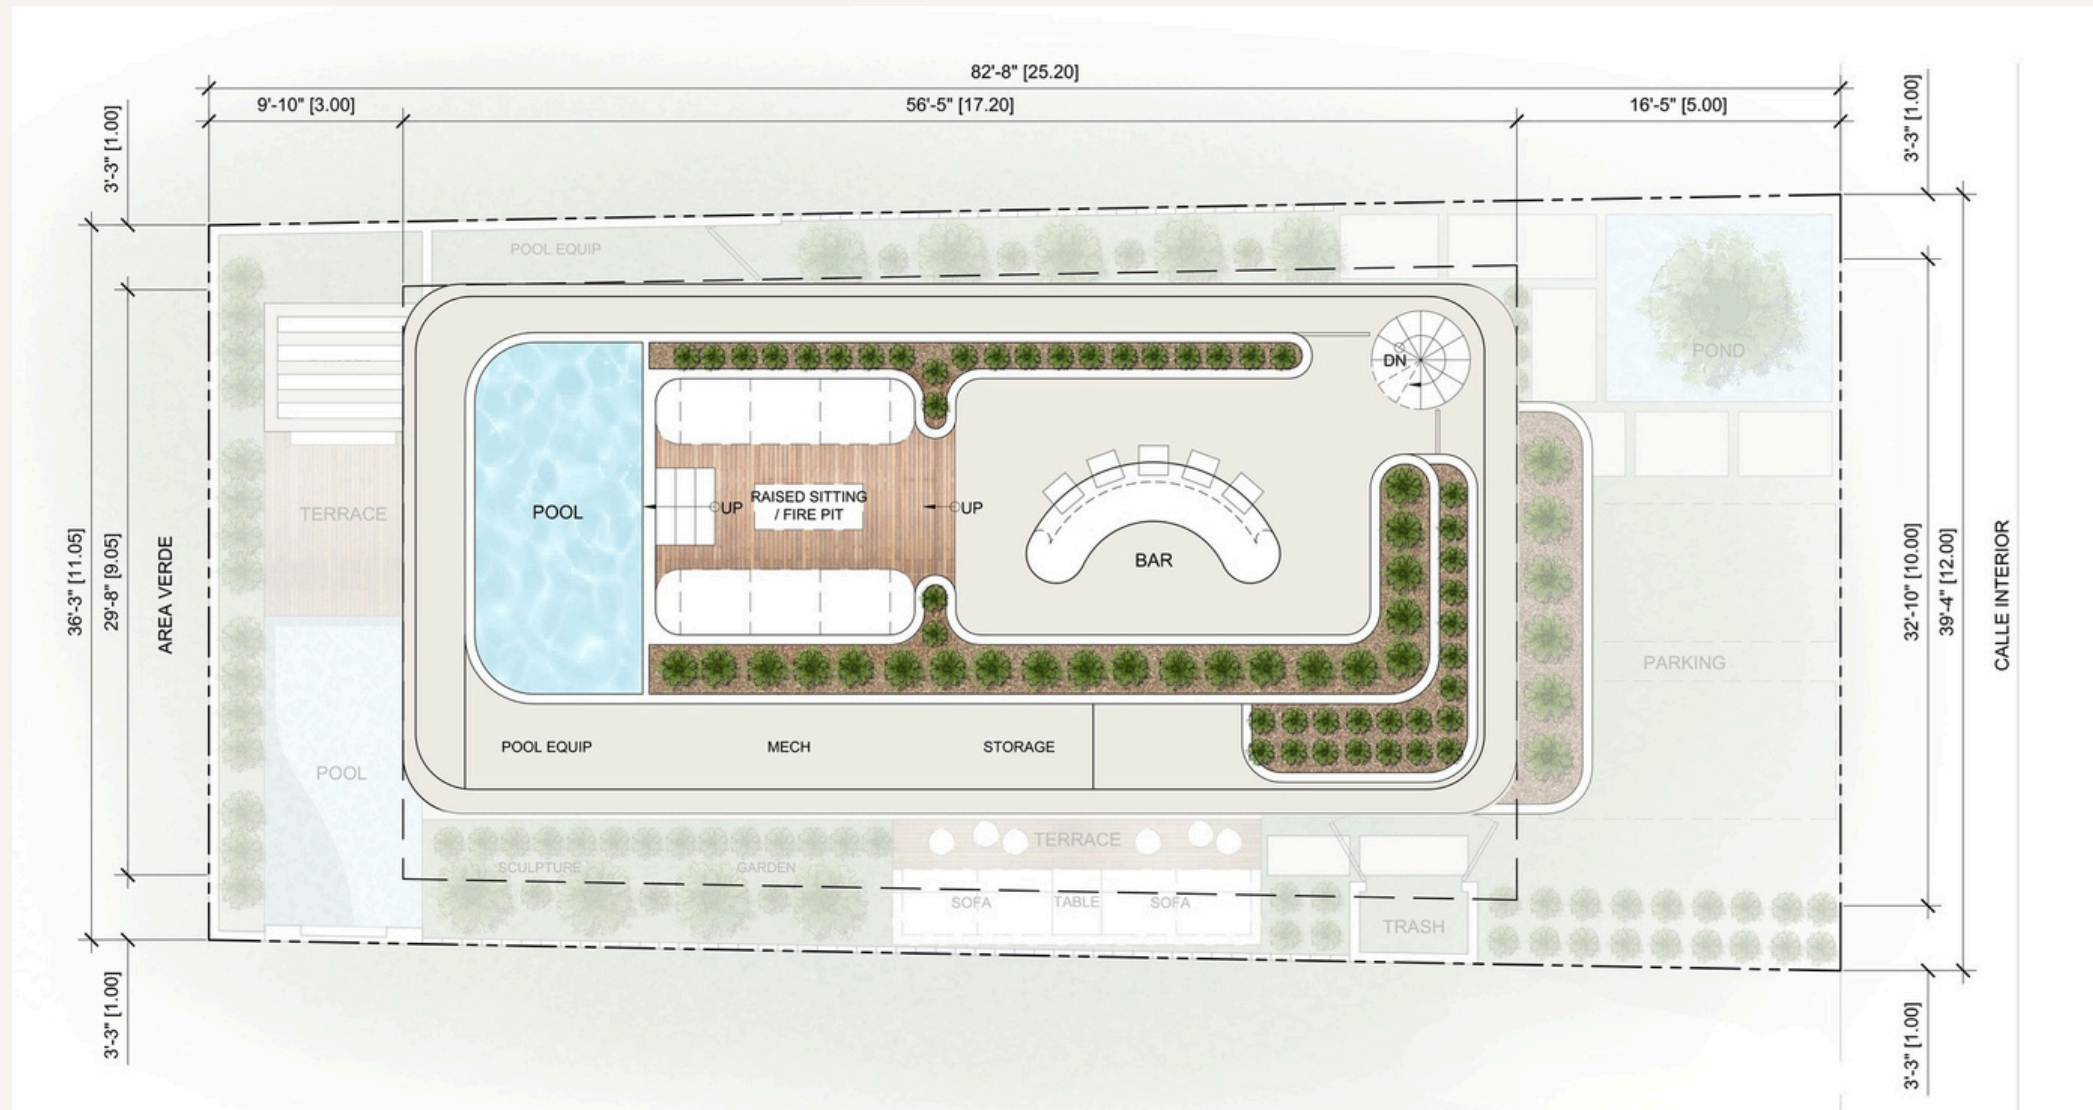 82'-8" [25.20]
9'-10" [3.00]
56'-5" [17.20]
16'-5" [5.00]
3'-3" [1.00]
3'-3" [1.00]
POOL EQUIP
POND
DN
POOL
UP
RAISED SITTING
/ FIRE PIT
UP
BAR
TERRACE
POOL
PARKING
36'-3" [11.05]
29'-8" [9.05]
AREA VERDE
32'-10" [10.00]
39'-4" [12.00]
CALLE INTERIOR
POOL EQUIP
MECH
STORAGE
SCULPTURE
GARDEN
TERRACE
SOFA
TABLE
SOFA
TRASH
3'-3" [1.00]
3'-3" [1.00]